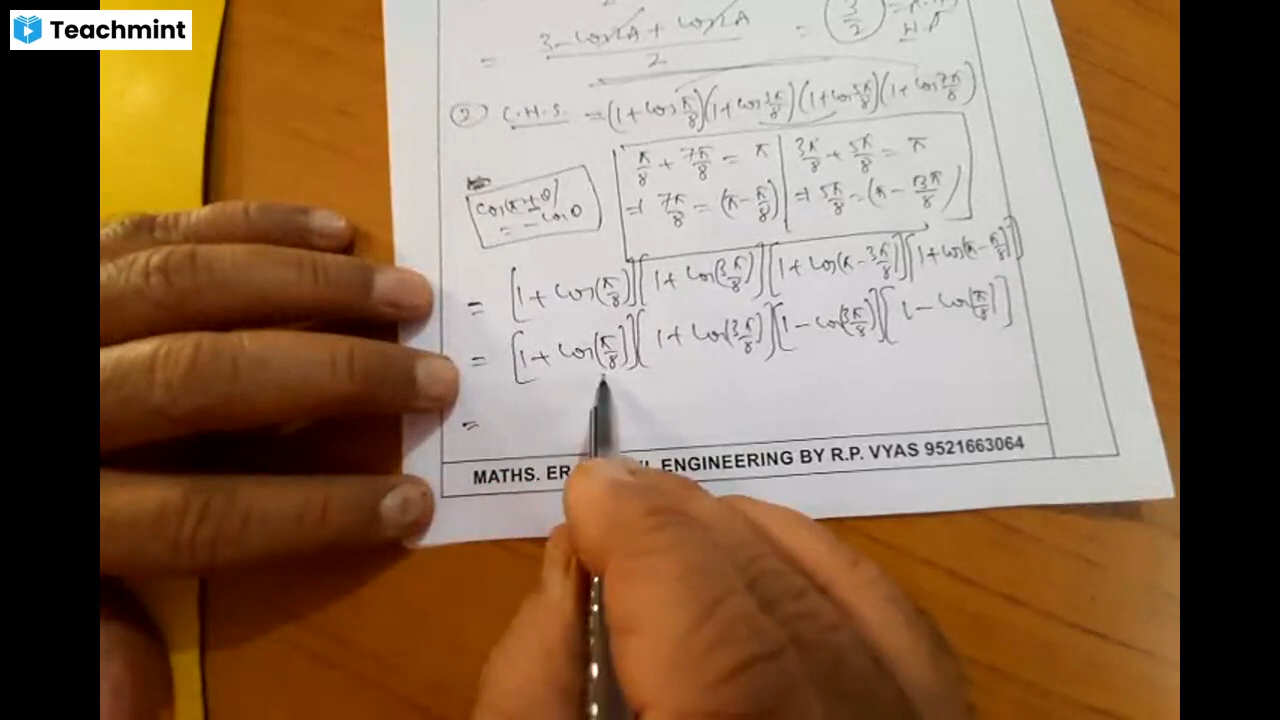 Teachmint
= 3 - cos2A + cos2A / 2 = 3/2 =
② L.H.S. = (1 + cos π/8)(1 + cos 3π/8)(1 + cos 5π/8)(1 + cos 7π/8)
π/8 + 7π/8 = π | 3π/8 + 5π/8 = π
cos(π±θ) = -cosθ
⇒ 7π/8 = (π - π/8) | ⇒ 5π/8 = (π - 3π/8)
= [1 + cos(π/8)][1 + cos(3π/8)][1 + cos(π - 3π/8)][1 + cos(π - π/8)]
= [1 + cos(π/8)][1 + cos(3π/8)][1 - cos(3π/8)][1 - cos(π/8)]
=
MATHS. ER. ENGINEERING BY R.P. VYAS 9521663064